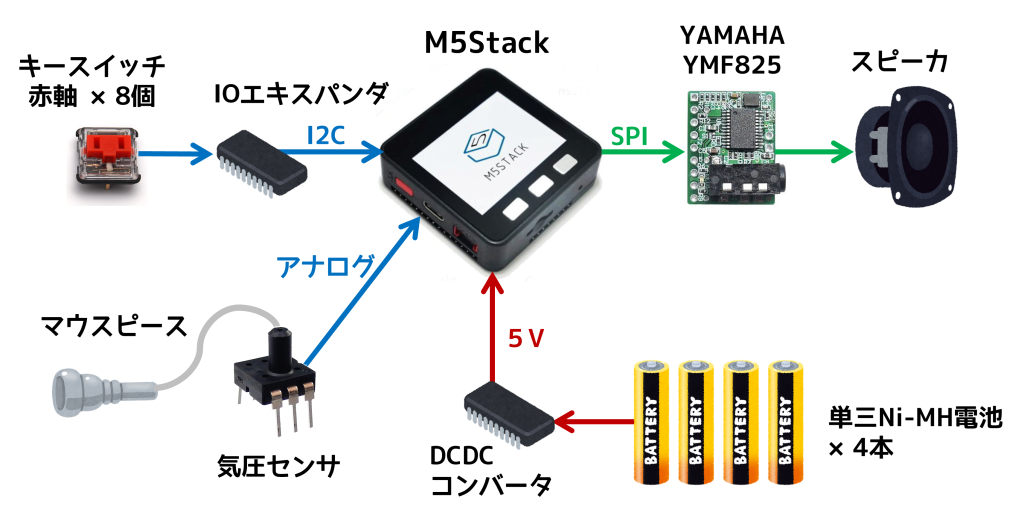 M5Stack
YAMAHA
YMF825
スピーカ
キースイッチ
赤軸 × 8個
IOエキスパンダ
I2C
SPI
M5STACK
アナログ
マウスピース
気圧センサ
5V
DCDC
コンバータ
BATTERY
BATTERY
BATTERY
BATTERY
単三Ni-MH電池
× 4本